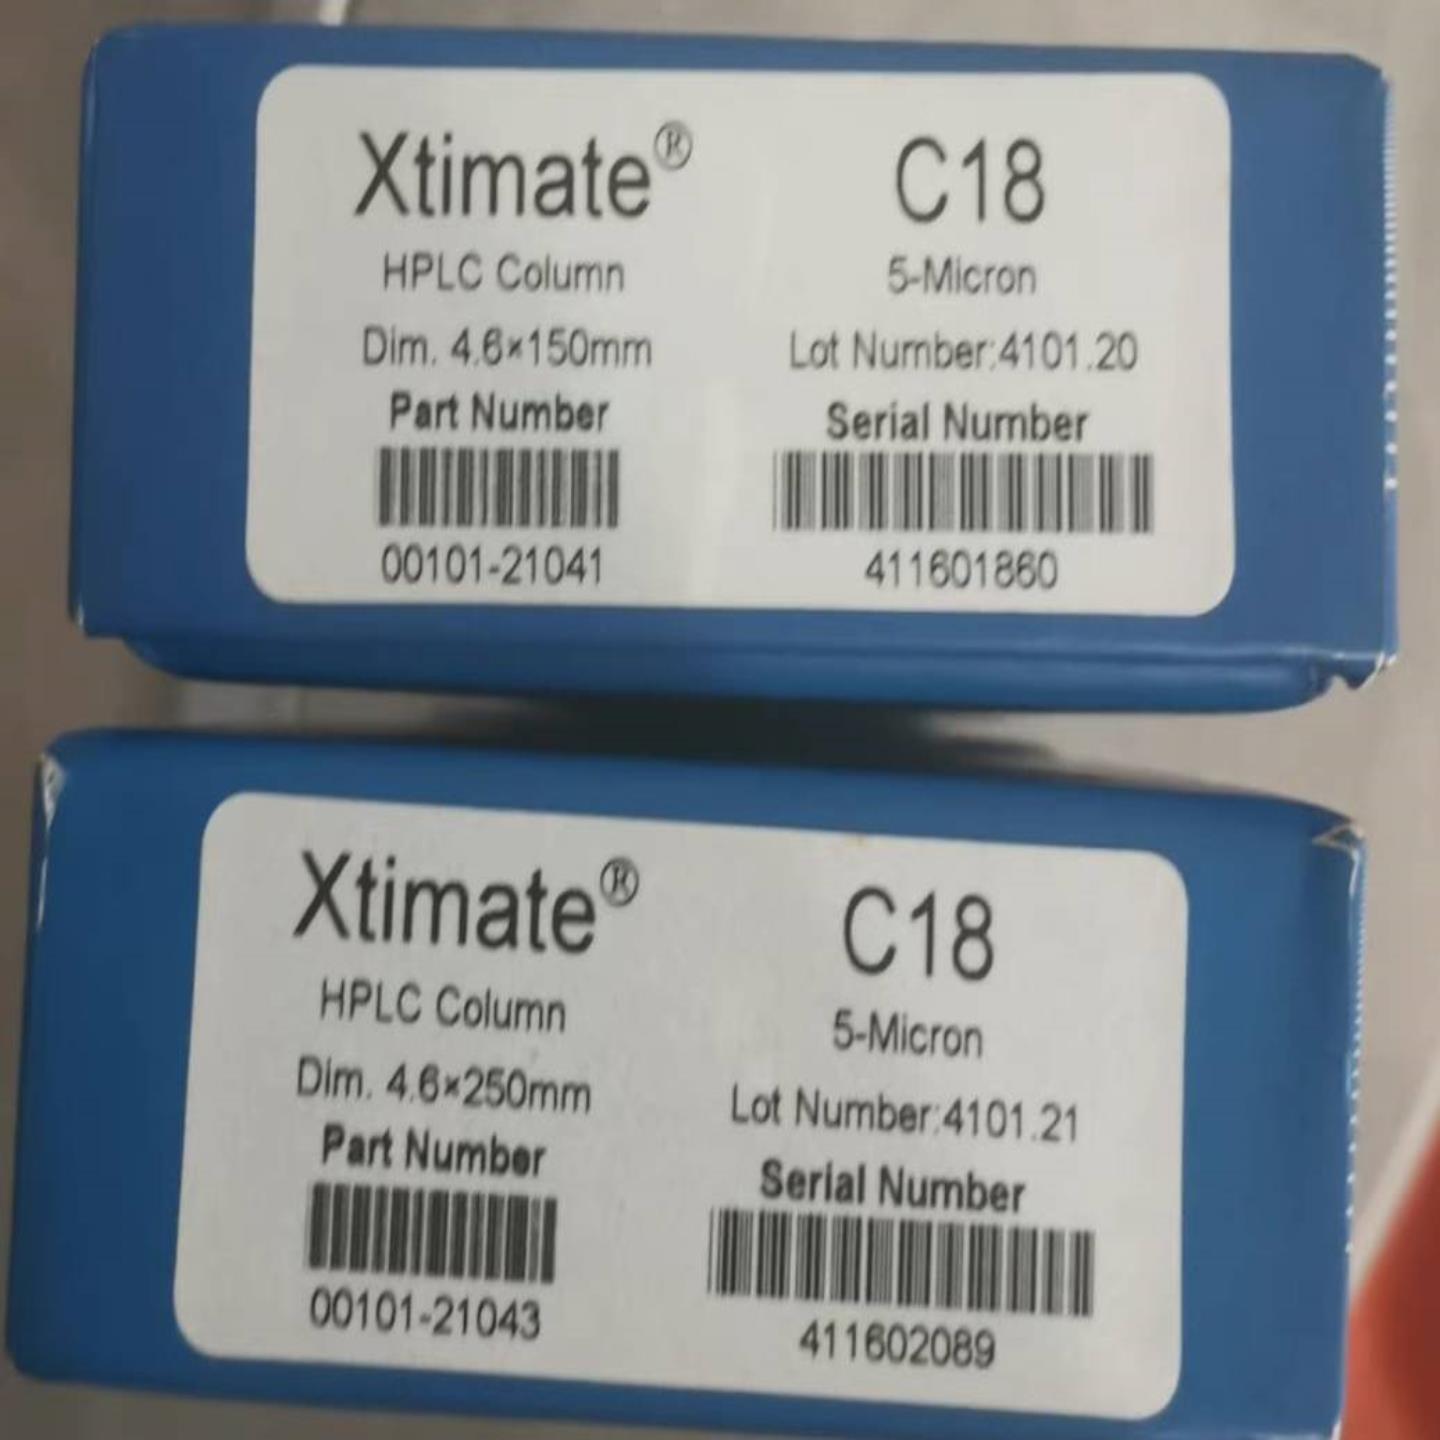 Xtimate® C18
HPLC Column 5-Micron
Dim. 4.6×150mm Lot Number:4101.20
Part Number Serial Number
00101-21041 411601860
Xtimate® C18
HPLC Column 5-Micron
Dim. 4.6×250mm Lot Number:4101.21
Part Number Serial Number
00101-21043 411602089